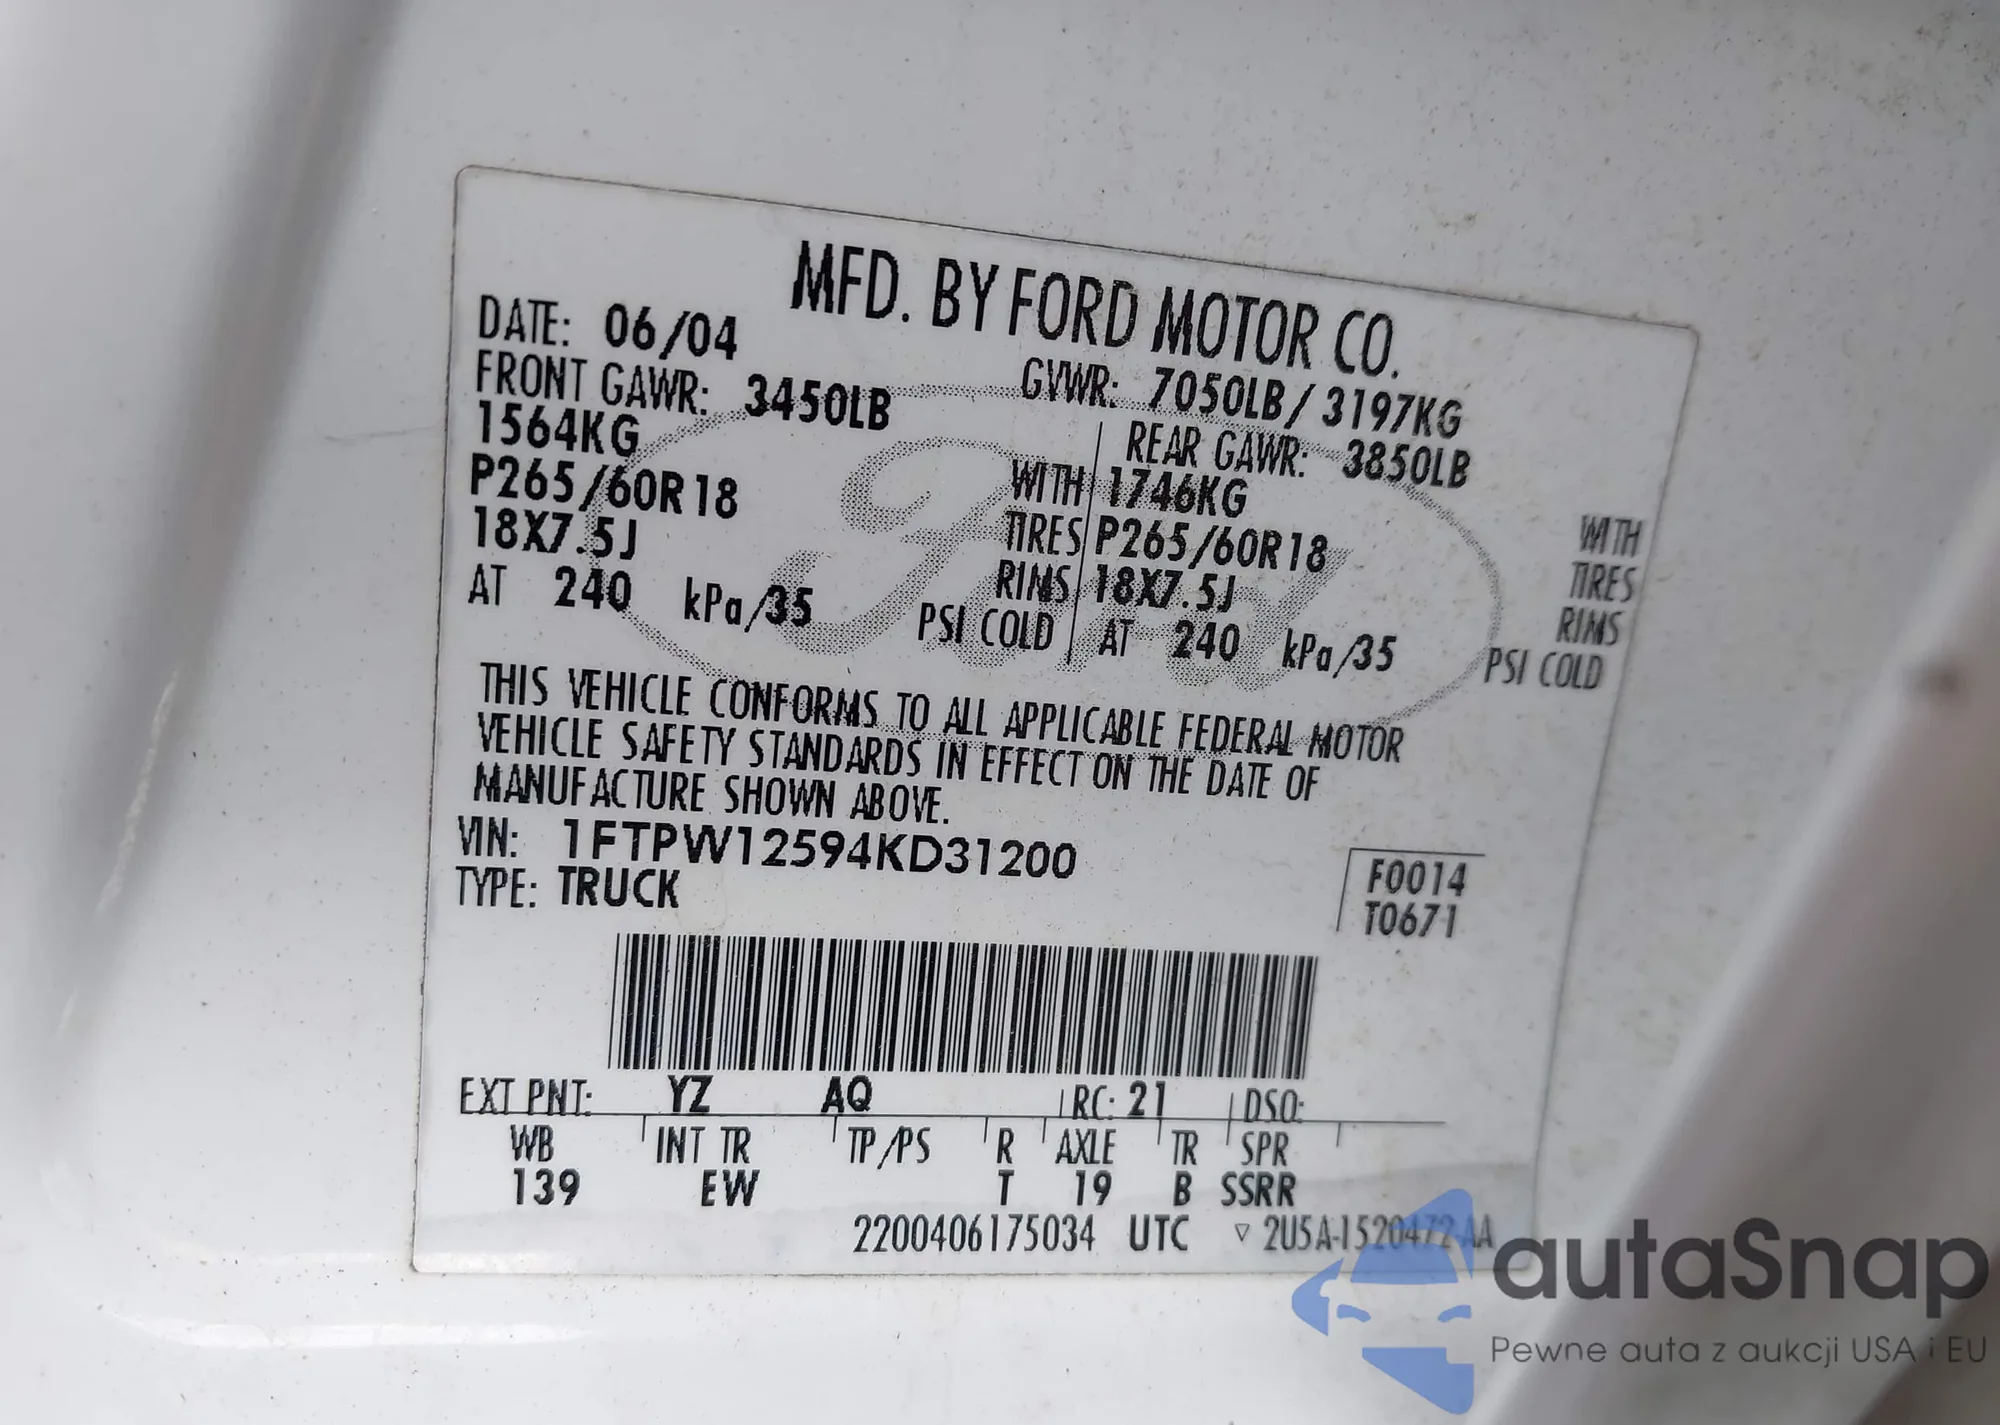 MFD. BY FORD MOTOR CO.
DATE: 06/04
GVWR: 7050LB/3197KG
FRONT GAWR: 3450LB
1564KG WITH
P265/60R18 TIRES
18X7.5J RIMS
AT 240 kPa/35 PSI COLD
REAR GAWR: 3850LB
1746KG WITH
P265/60R18 TIRES
18X7.5J RIMS
AT 240 kPa/35 PSI COLD
Ford
THIS VEHICLE CONFORMS TO ALL APPLICABLE FEDERAL MOTOR
VEHICLE SAFETY STANDARDS IN EFFECT ON THE DATE OF
MANUFACTURE SHOWN ABOVE.
VIN: 1FTPW12594KD31200
TYPE: TRUCK
F0014
T0671
EXT PNT: YZ AQ RC: 21 DSO:
WB INT TR TP/PS R AXLE TR SPR
139 EW T 19 B SSRR
2200406175034 UTC ▽ 2U5A-1520472-AA
autaSnap
Pewne auta z aukcji USA i EU